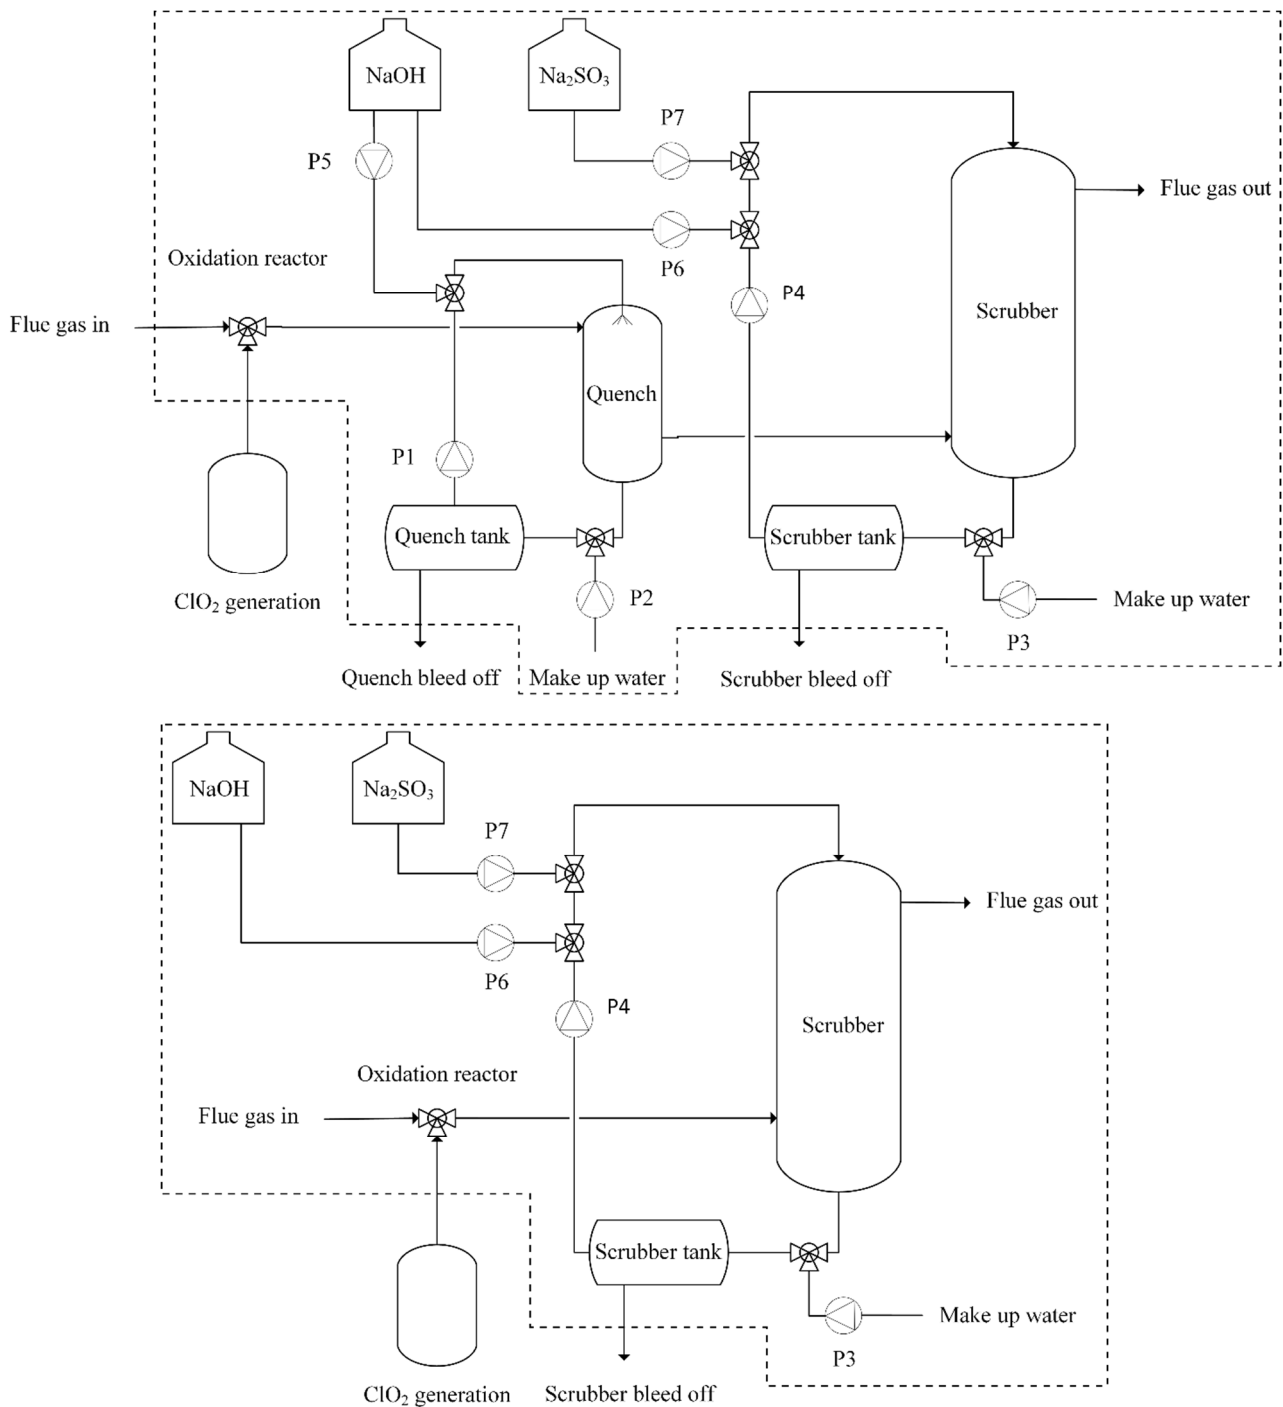 NaOH
Na₂SO₃
P7
P5
Flue gas out
Oxidation reactor
P6
P4
Scrubber
Flue gas in
Quench
P1
Quench tank
Scrubber tank
ClO₂ generation
P2
Make up water
P3
Quench bleed off
Make up water
Scrubber bleed off
NaOH
Na₂SO₃
P7
Flue gas out
P6
P4
Scrubber
Oxidation reactor
Flue gas in
Scrubber tank
Make up water
P3
ClO₂ generation
Scrubber bleed off